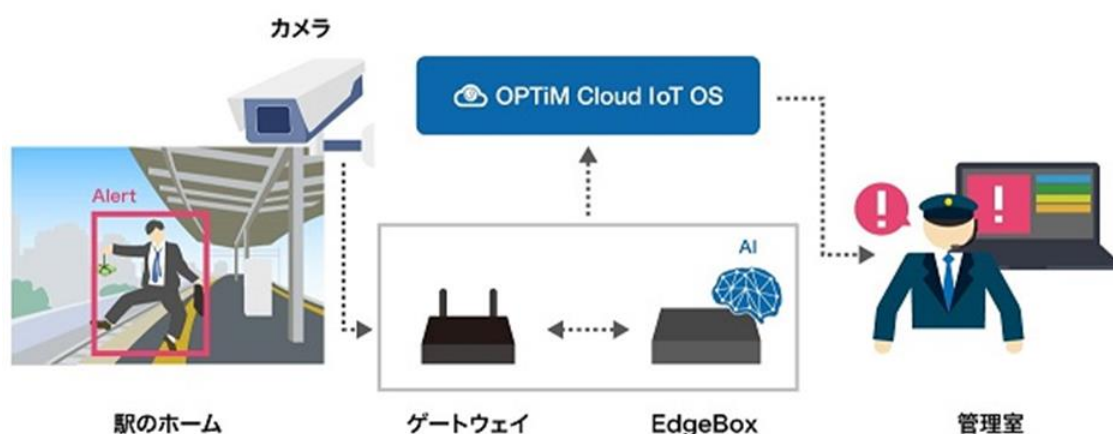 カメラ
OPTiM Cloud IoT OS
Alert
AI
駅のホーム
ゲートウェイ
EdgeBox
管理室